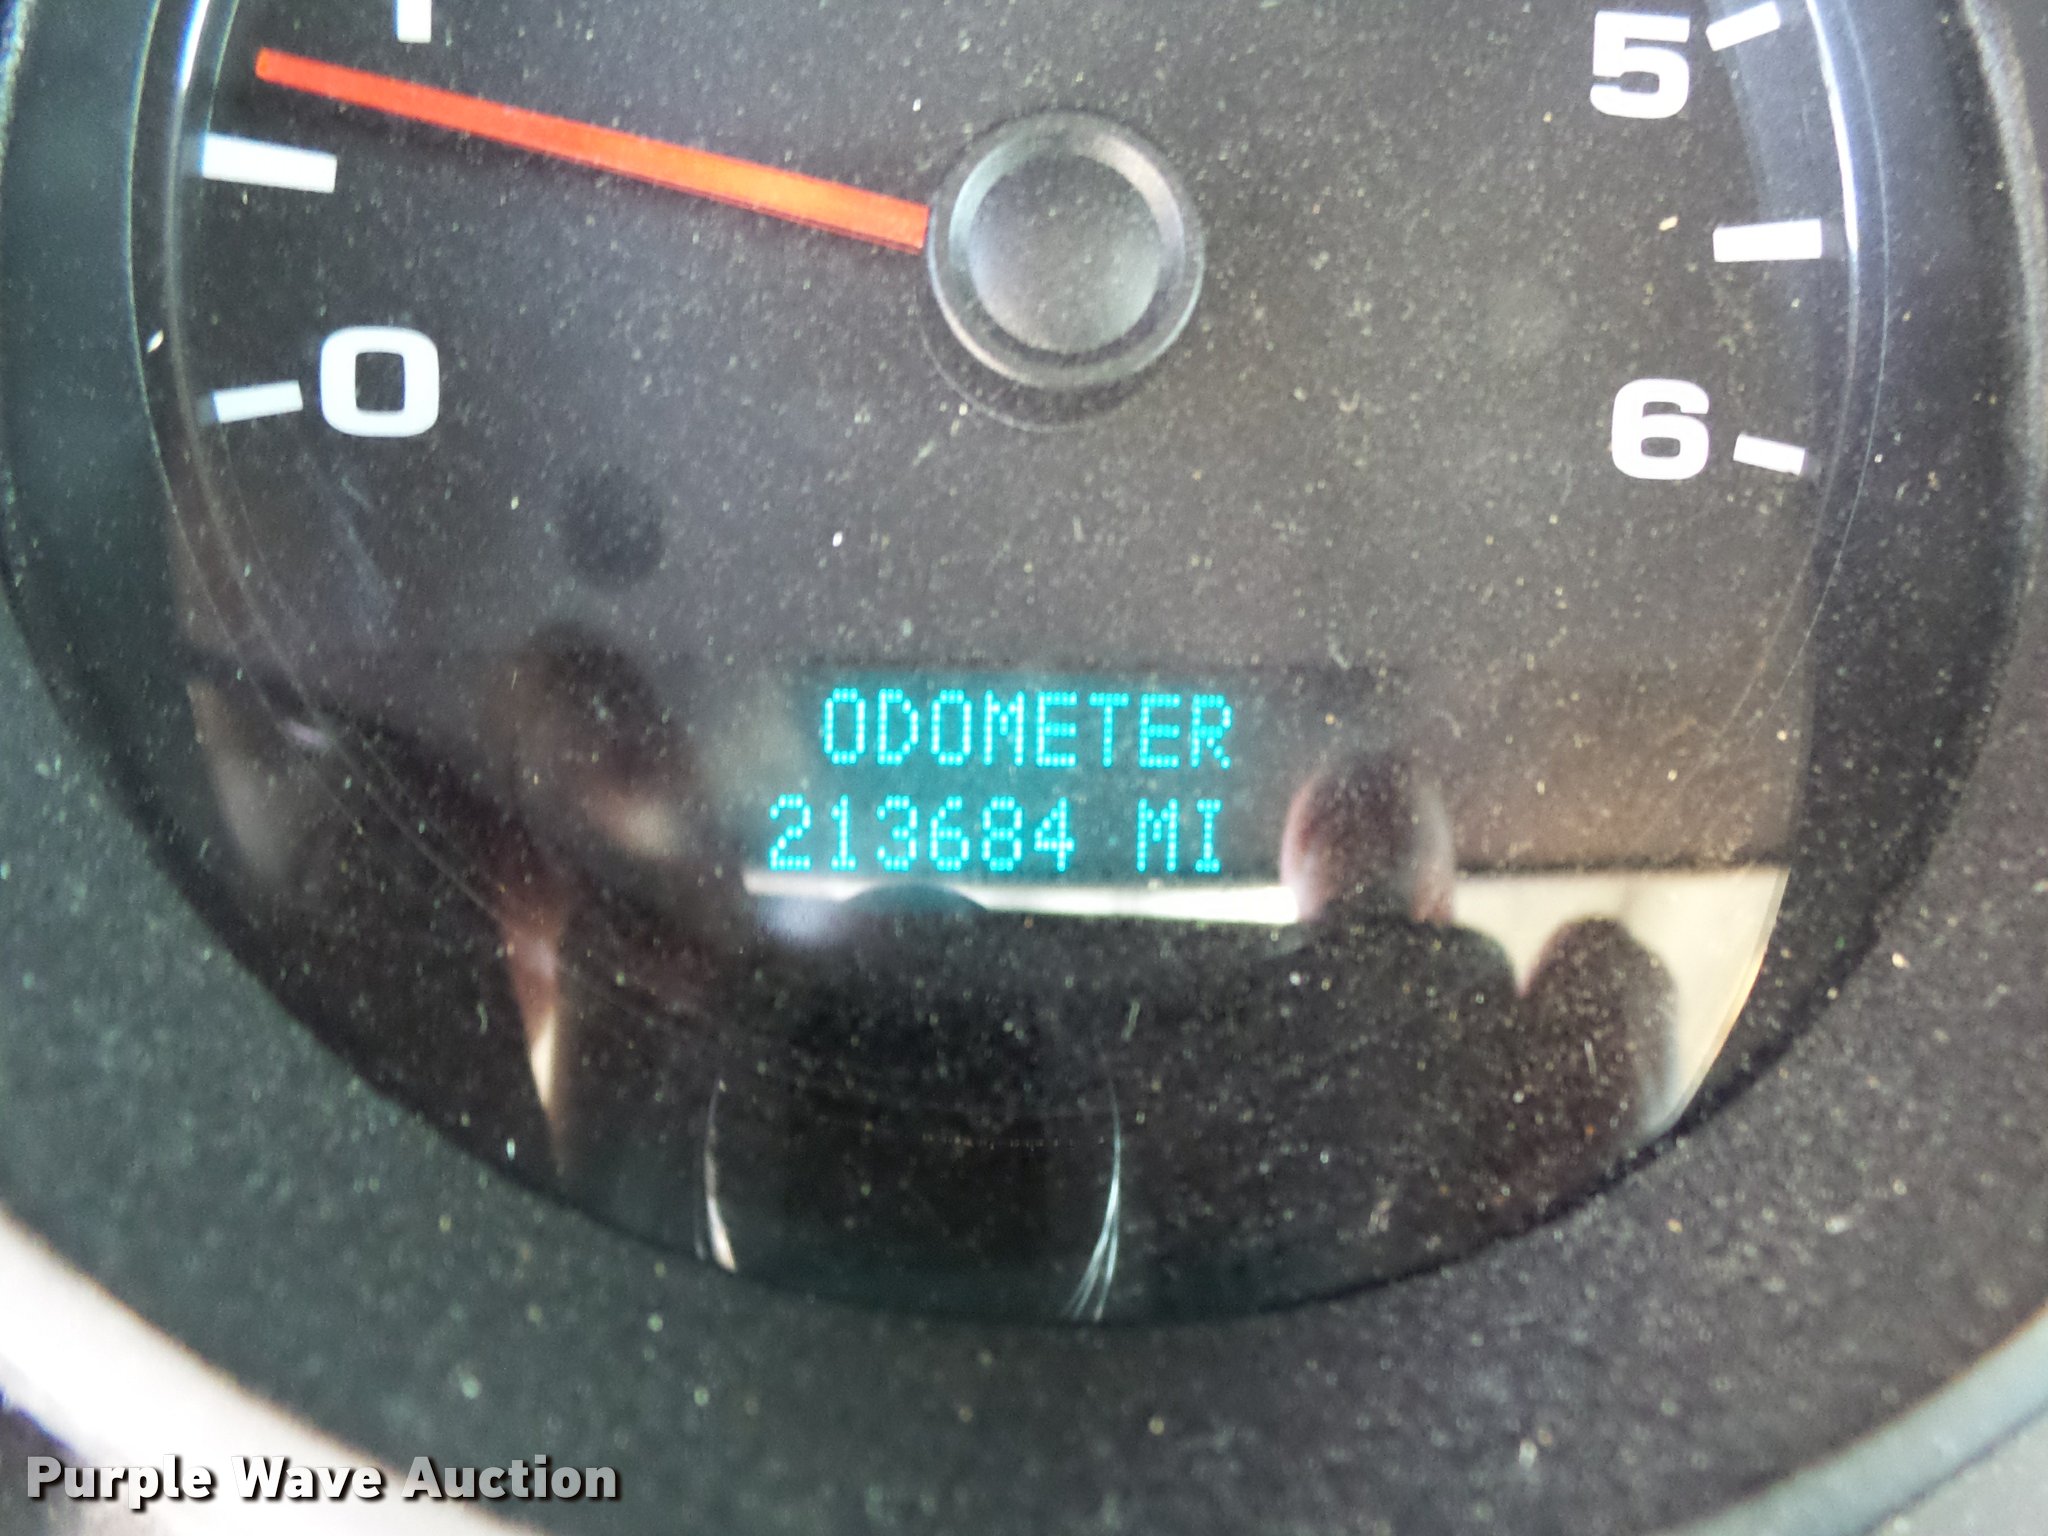 5
0
6
ODOMETER
213684 MI
Purple Wave Auction